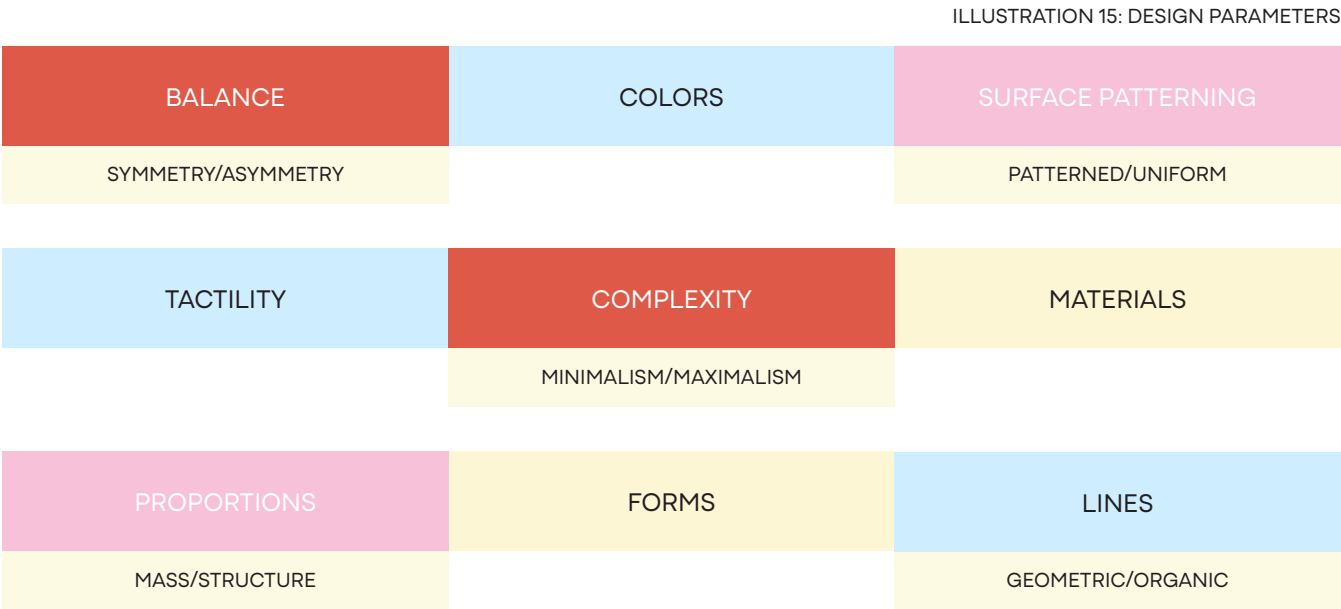 ILLUSTRATION 15: DESIGN PARAMETERS
BALANCE
COLORS
SURFACE PATTERNING
SYMMETRY/ASYMMETRY
PATTERNED/UNIFORM
TACTILITY
COMPLEXITY
MATERIALS
MINIMALISM/MAXIMALISM
PROPORTIONS
FORMS
LINES
MASS/STRUCTURE
GEOMETRIC/ORGANIC